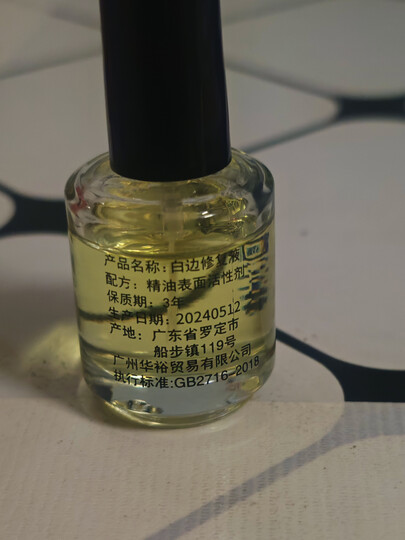 产品名称: 白边修复液
配方: 精油表面活性剂
保质期: 3年
生产日期: 20240512
产地: 广东省罗定市
船步镇119号
广州华裕贸易有限公司
执行标准:GB2716-2018